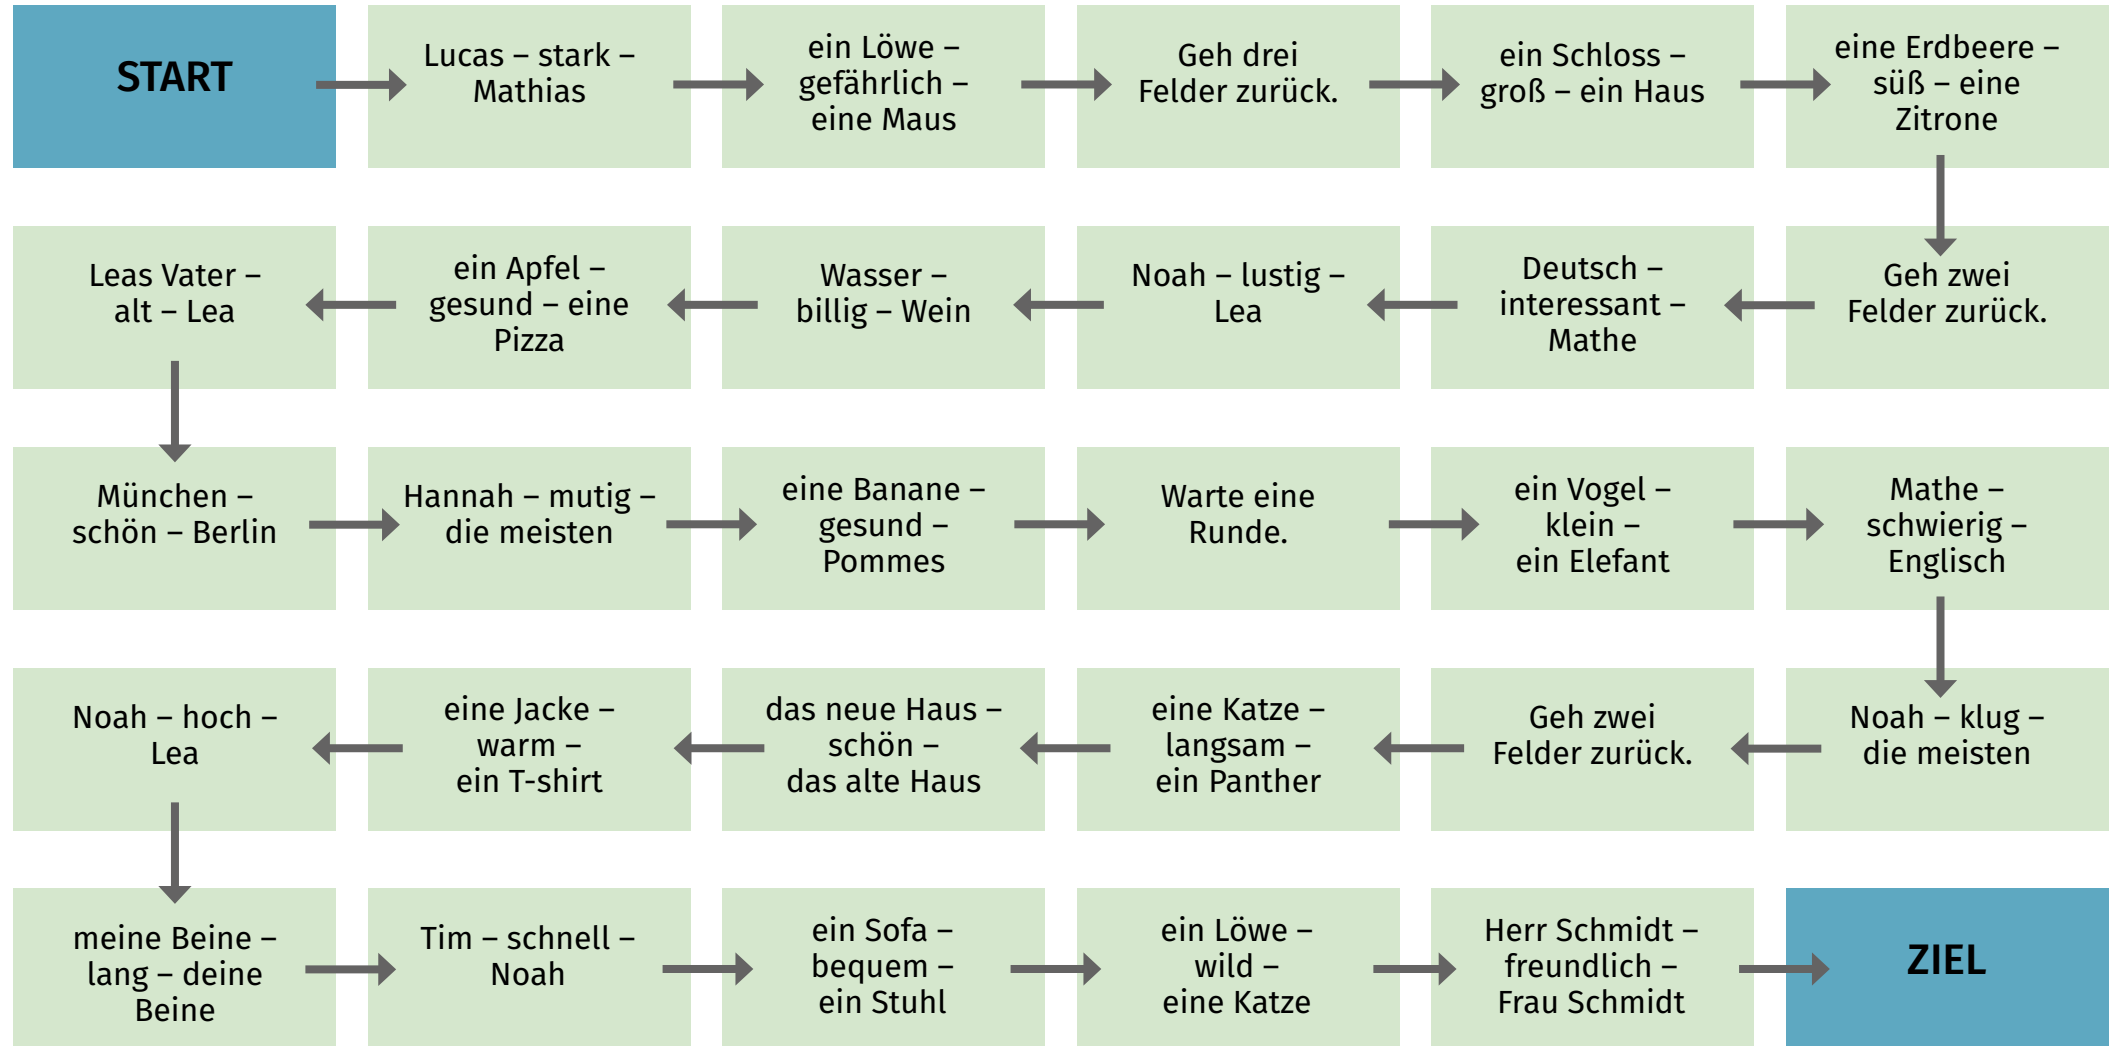 START
Lucas – stark –
Mathias
ein Löwe –
gefährlich –
eine Maus
Geh drei
Felder zurück.
ein Schloss –
groß – ein Haus
eine Erdbeere –
süß – eine
Zitrone
Geh zwei
Felder zurück.
Deutsch –
interessant –
Mathe
Noah – lustig –
Lea
Wasser –
billig – Wein
ein Apfel –
gesund – eine
Pizza
Leas Vater –
alt – Lea
München –
schön – Berlin
Hannah – mutig –
die meisten
eine Banane –
gesund –
Pommes
Warte eine
Runde.
ein Vogel –
klein –
ein Elefant
Mathe –
schwierig –
Englisch
Noah – klug –
die meisten
Geh zwei
Felder zurück.
eine Katze –
langsam –
ein Panther
das neue Haus –
schön –
das alte Haus
eine Jacke –
warm –
ein T-shirt
Noah – hoch –
Lea
meine Beine –
lang – deine
Beine
Tim – schnell –
Noah
ein Sofa –
bequem –
ein Stuhl
ein Löwe –
wild –
eine Katze
Herr Schmidt –
freundlich –
Frau Schmidt
ZIEL